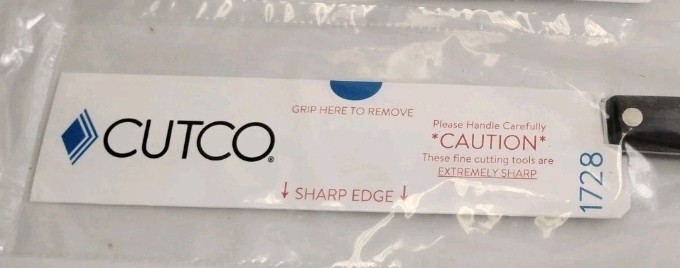 CUTCO®
GRIP HERE TO REMOVE
↓ SHARP EDGE ↓
Please Handle Carefully
*CAUTION*
These fine cutting tools are
EXTREMELY SHARP
1728